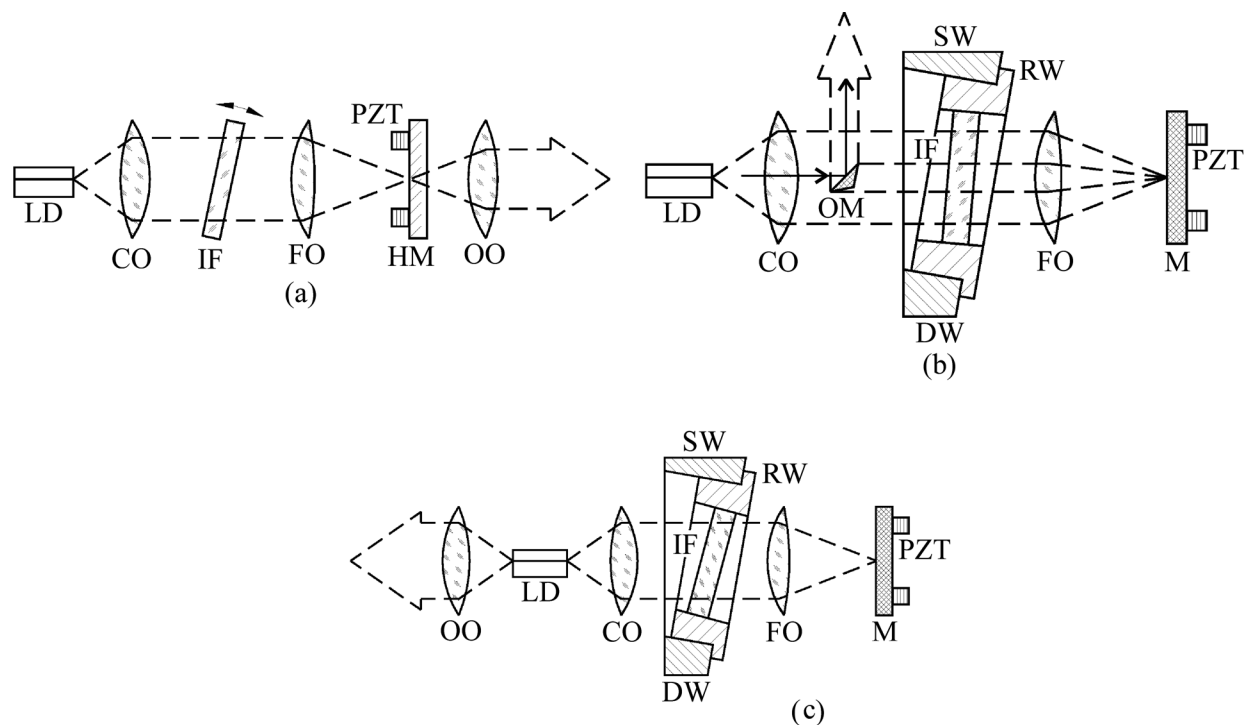 PZT
LD
CO
IF
FO
HM
OO
(a)
SW
RW
IF
PZT
LD
OM
CO
FO
M
DW
(b)
SW
RW
IF
PZT
LD
OO
CO
FO
M
DW
(c)